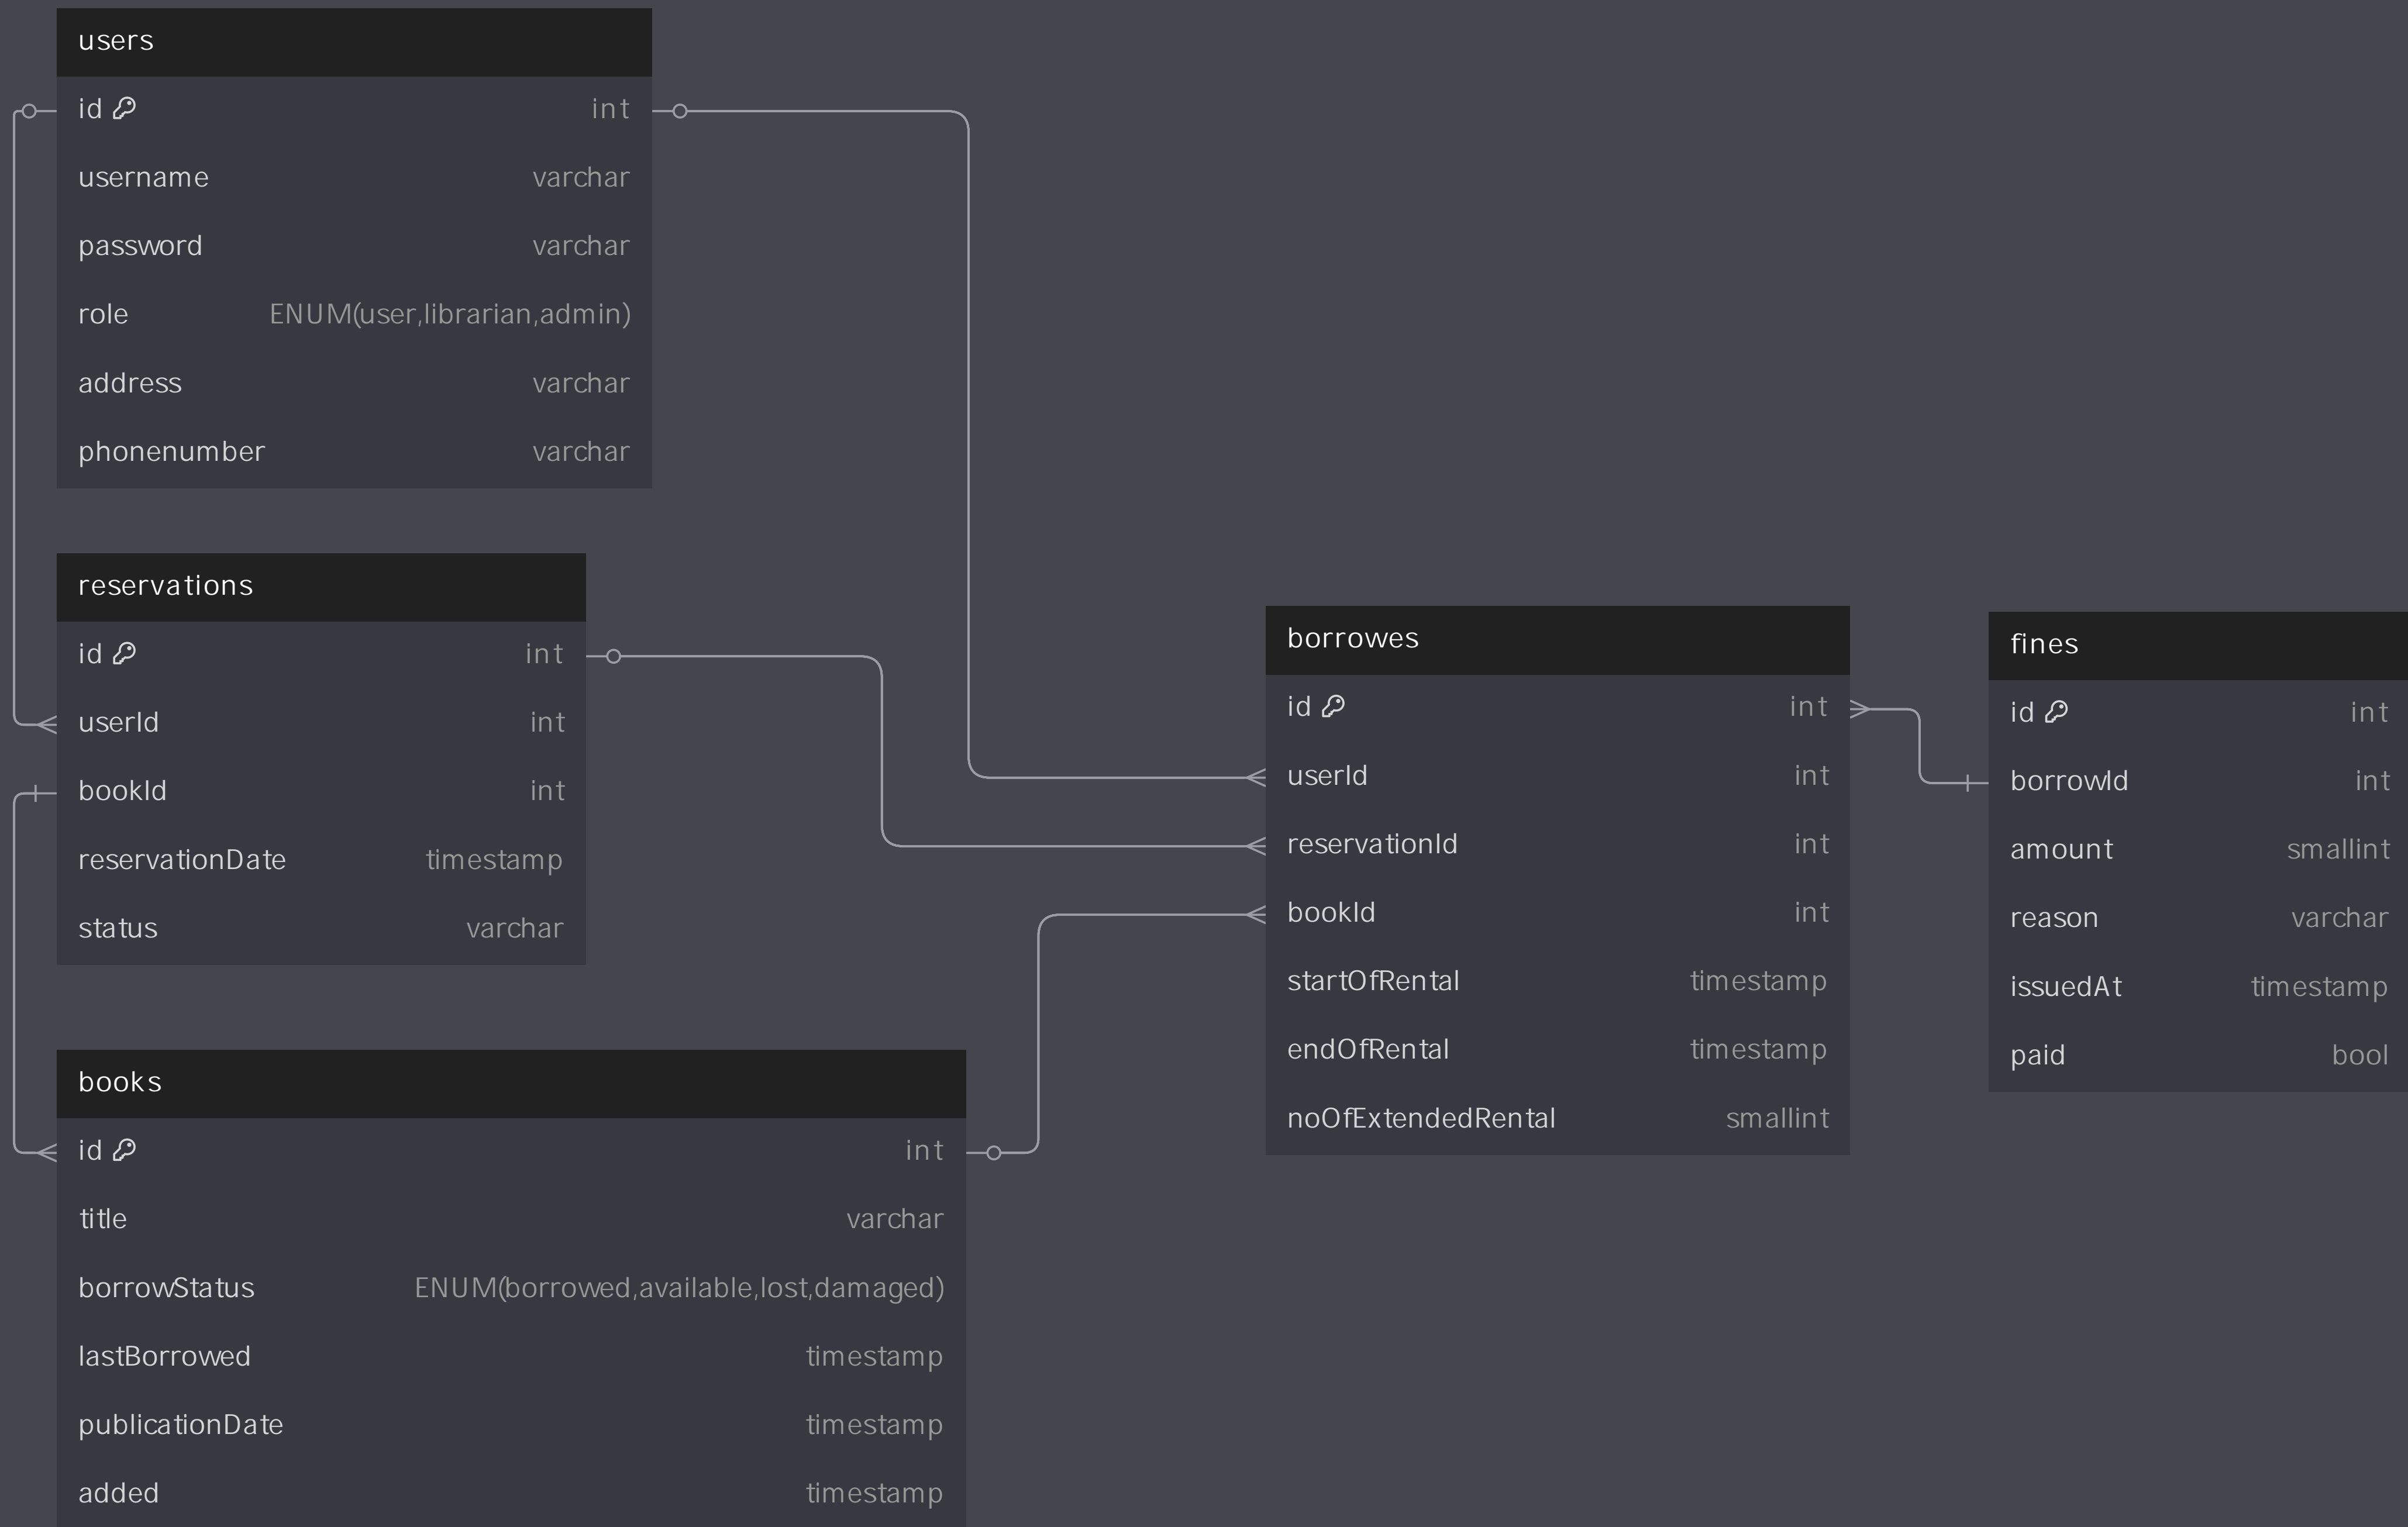 users
id int
username varchar
password varchar
role ENUM(user,librarian,admin)
address varchar
phonenumber varchar
reservations
id int
userId int
bookId int
reservationDate timestamp
status varchar
books
id int
title varchar
borrowStatus ENUM(borrowed,available,lost,damaged)
lastBorrowed timestamp
publicationDate timestamp
added timestamp
borrowes
id int
userId int
reservationId int
bookId int
startOfRental timestamp
endOfRental timestamp
noOfExtendedRental smallint
fines
id int
borrowId int
amount smallint
reason varchar
issuedAt timestamp
paid bool